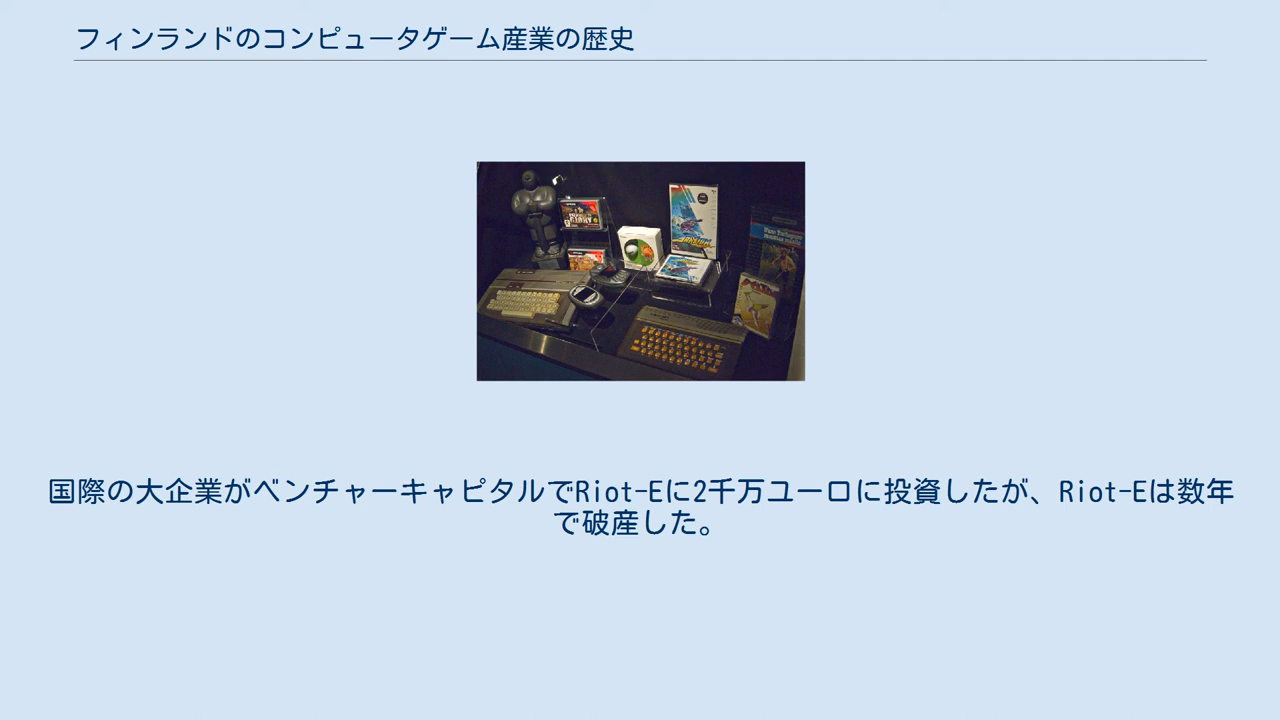 フィンランドのコンピュータゲーム産業の歴史
国際の大企業がベンチャーキャピタルでRiot-Eに2千万ユーロに投資したが、Riot-Eは数年
で破産した。